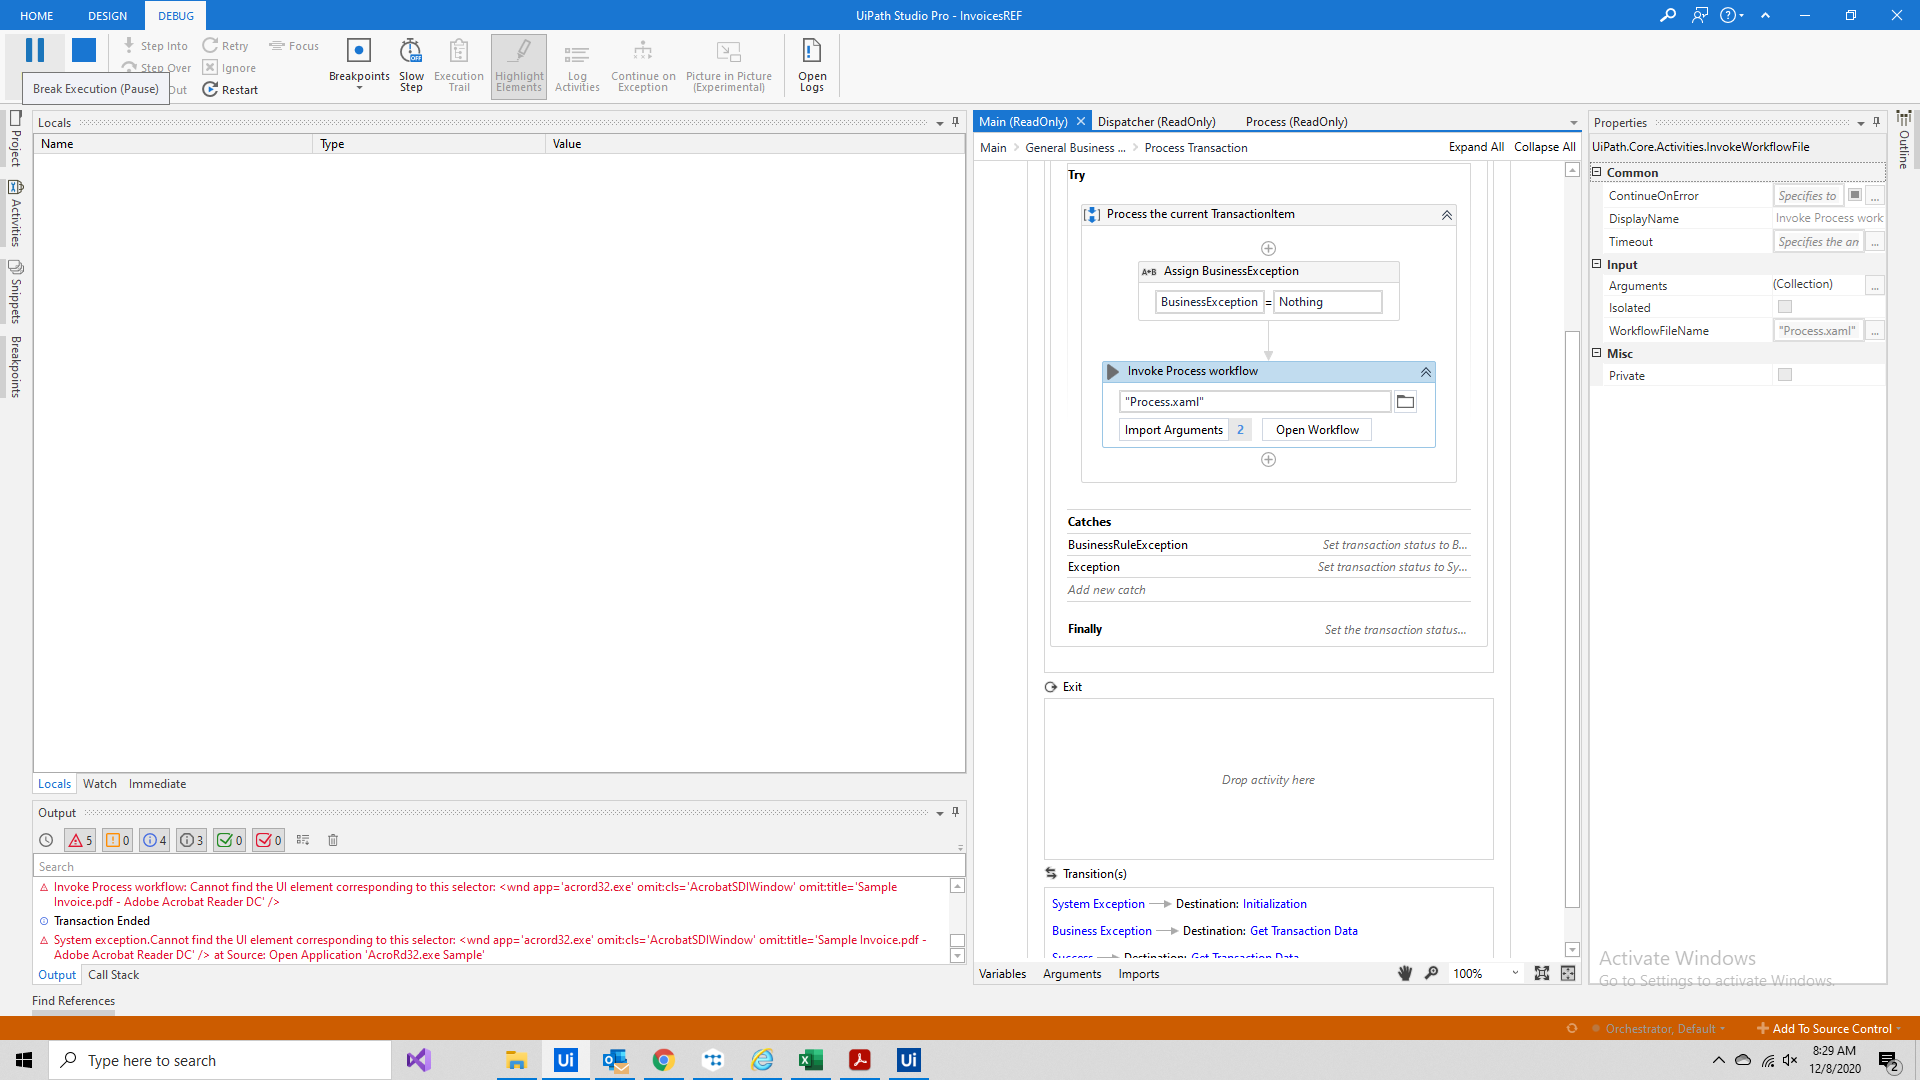 HOME DESIGN DEBUG UiPath Studio Pro - InvoicesREF
Step Into Retry Focus
Step Over Ignore
Out Restart
Break Execution (Pause)
Breakpoints
Slow Step
Execution Trail
Highlight Elements
Log Activities
Continue on Exception
Picture in Picture (Experimental)
Open Logs
Project
Activities
Snippets
Breakpoints
Locals
Name Type Value
Locals Watch Immediate
Output
5 0 4 3 0 0
Search
Invoke Process workflow: Cannot find the UI element corresponding to this selector: <wnd app='acrord32.exe' omit:cls='AcrobatSDIWindow' omit:title='Sample
Invoice.pdf - Adobe Acrobat Reader DC' />
Transaction Ended
System exception.Cannot find the UI element corresponding to this selector: <wnd app='acrord32.exe' omit:cls='AcrobatSDIWindow' omit:title='Sample Invoice.pdf -
Adobe Acrobat Reader DC' /> at Source: Open Application 'AcroRd32.exe Sample'
Output Call Stack
Find References
Main (ReadOnly) Dispatcher (ReadOnly) Process (ReadOnly)
Main General Business ... Process Transaction Expand All Collapse All
Try
Process the current TransactionItem
A+B Assign BusinessException
BusinessException = Nothing
Invoke Process workflow
"Process.xaml"
Import Arguments 2 Open Workflow
Catches
BusinessRuleException Set transaction status to B...
Exception Set transaction status to Sy...
Add new catch
Finally Set the transaction status...
Exit
Drop activity here
Transition(s)
System Exception Destination: Initialization
Business Exception Destination: Get Transaction Data
Success Destination: Get Transaction Data
Variables Arguments Imports 100%
Properties
UiPath.Core.Activities.InvokeWorkflowFile
Common
ContinueOnError Specifies to ...
DisplayName Invoke Process work
Timeout Specifies the an ...
Input
Arguments (Collection) ...
Isolated
WorkflowFileName "Process.xaml" ...
Misc
Private
Outline
Activate Windows
Go to Settings to activate Windows.
Orchestrator, Default Add To Source Control
Type here to search
Ui
Ui
8:29 AM
12/8/2020
2